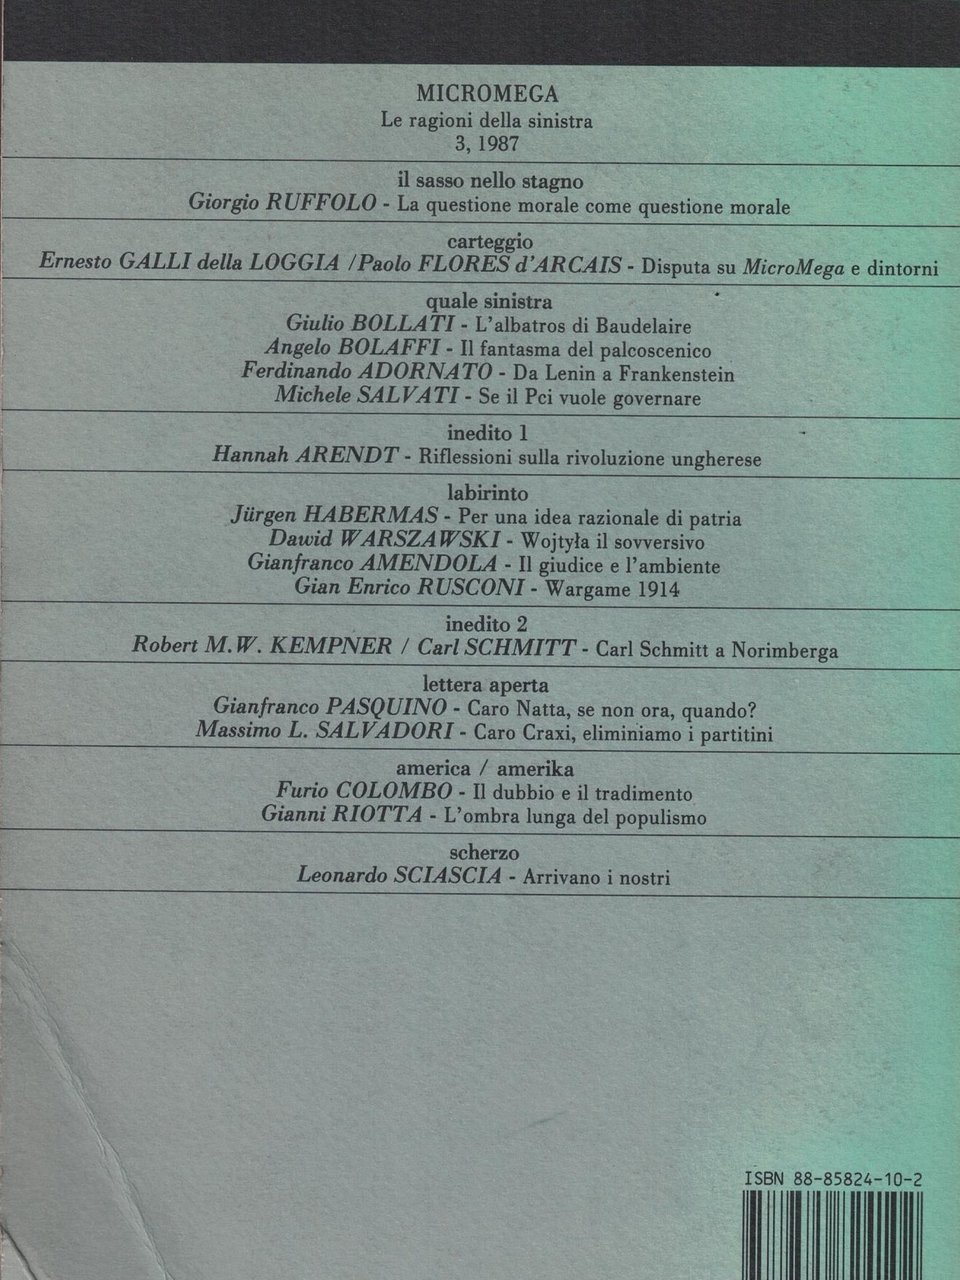 MICROMEGA
Le ragioni della sinistra
3, 1987
il sasso nello stagno
Giorgio RUFFOLO - La questione morale come questione morale
carteggio
Ernesto GALLI della LOGGIA /Paolo FLORES d'ARCAIS - Disputa su MicroMega e dintorni
quale sinistra
Giulio BOLLATI - L'albatros di Baudelaire
Angelo BOLAFFI - Il fantasma del palcoscenico
Ferdinando ADORNATO - Da Lenin a Frankenstein
Michele SALVATI - Se il Pci vuole governare
inedito 1
Hannah ARENDT - Riflessioni sulla rivoluzione ungherese
labirinto
Jürgen HABERMAS - Per una idea razionale di patria
Dawid WARSZAWSKI - Wojtyła il sovversivo
Gianfranco AMENDOLA - Il giudice e l'ambiente
Gian Enrico RUSCONI - Wargame 1914
inedito 2
Robert M.W. KEMPNER / Carl SCHMITT - Carl Schmitt a Norimberga
lettera aperta
Gianfranco PASQUINO - Caro Natta, se non ora, quando?
Massimo L. SALVADORI - Caro Craxi, eliminiamo i partitini
america / amerika
Furio COLOMBO - Il dubbio e il tradimento
Gianni RIOTTA - L'ombra lunga del populismo
scherzo
Leonardo SCIASCIA - Arrivano i nostri
ISBN 88-85824-10-2